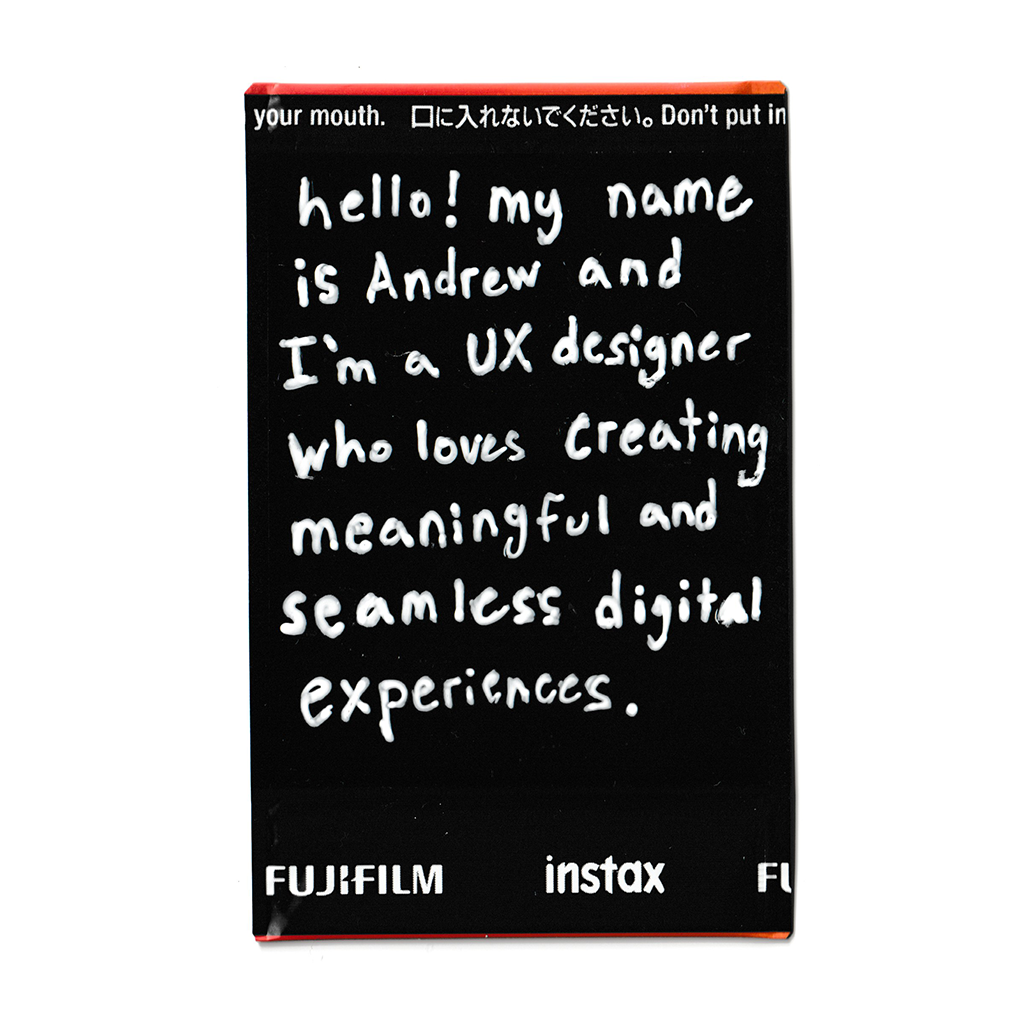 your mouth. 口に入れないでください。Don't put in
hello! my name
is Andrew and
I'm a UX designer
who loves creating
meaningful and
seamless digital
experiences.
FUJIFILM instax FU